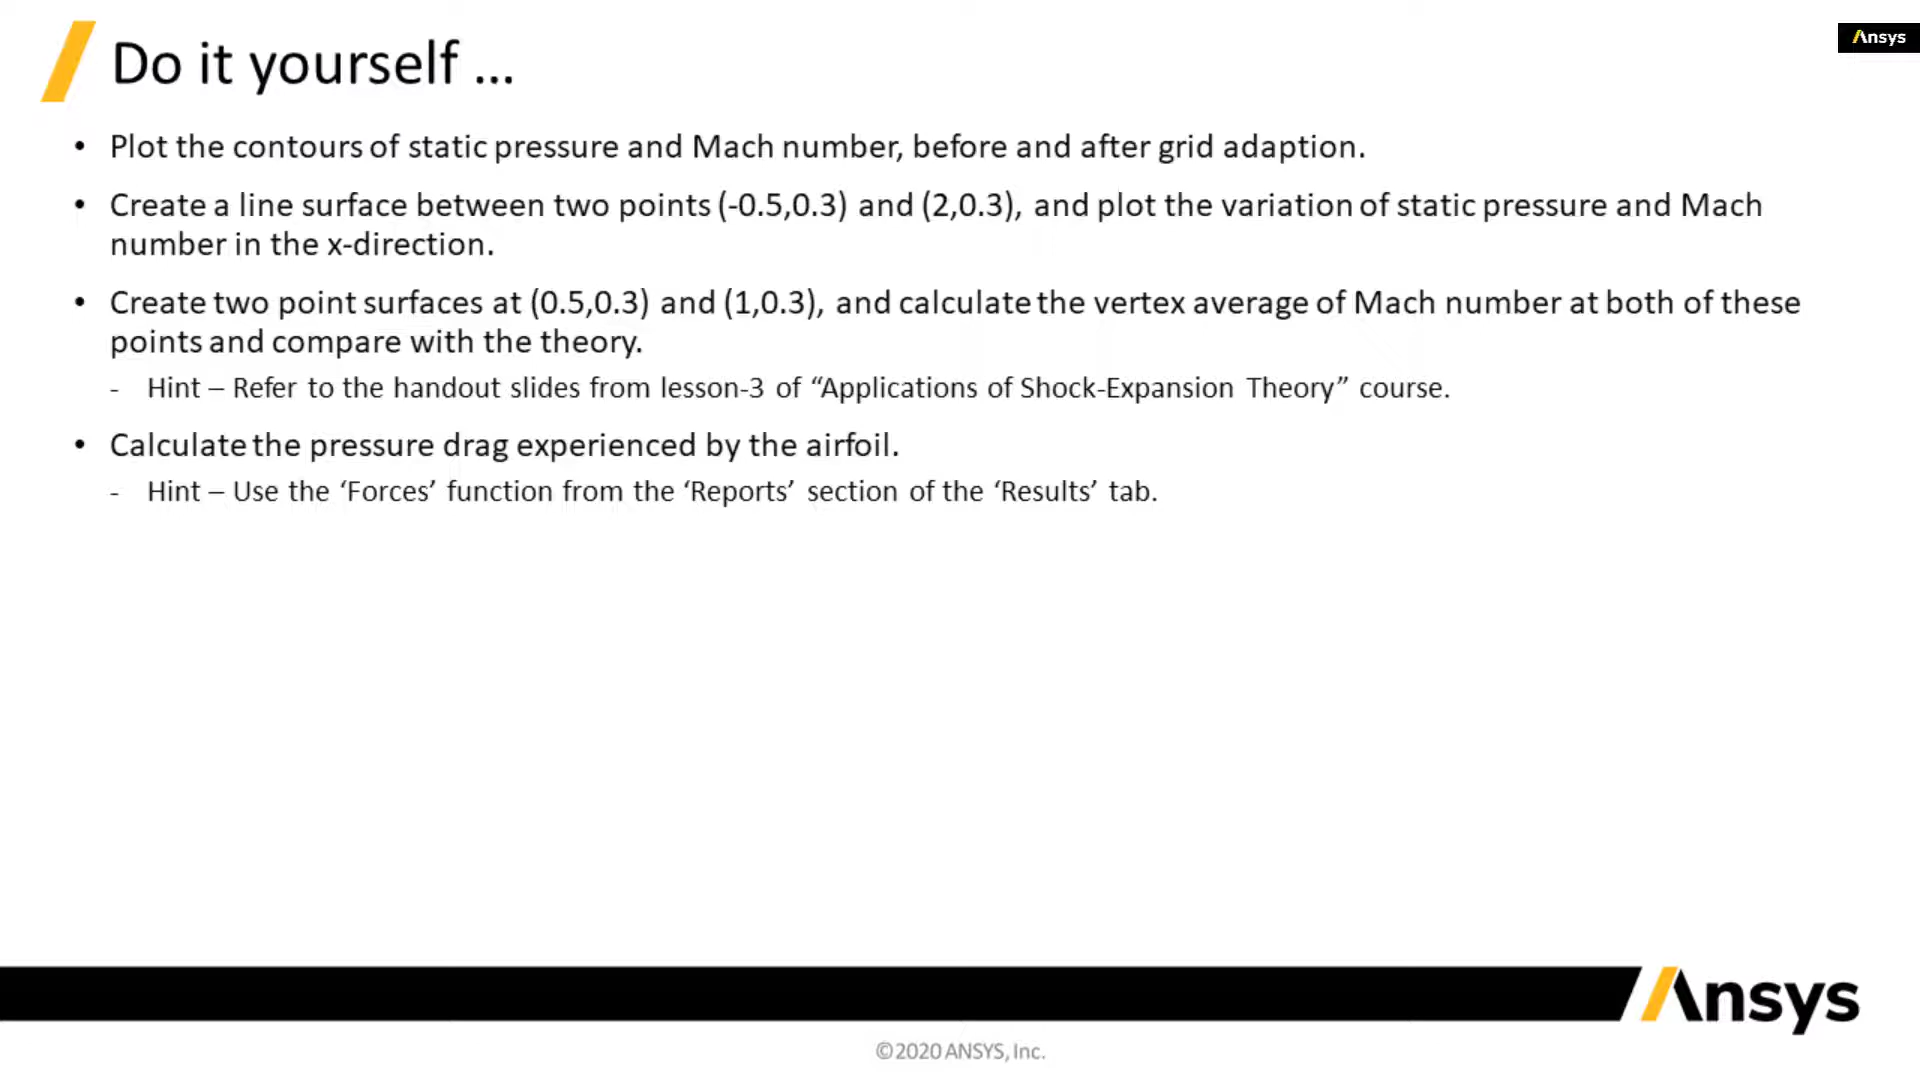 Do it yourself ...
Ansys
• Plot the contours of static pressure and Mach number, before and after grid adaption.
• Create a line surface between two points (-0.5,0.3) and (2,0.3), and plot the variation of static pressure and Mach
number in the x-direction.
• Create two point surfaces at (0.5,0.3) and (1,0.3), and calculate the vertex average of Mach number at both of these
points and compare with the theory.
- Hint – Refer to the handout slides from lesson-3 of “Applications of Shock-Expansion Theory” course.
• Calculate the pressure drag experienced by the airfoil.
- Hint – Use the ‘Forces’ function from the ‘Reports’ section of the ‘Results’ tab.
Ansys
©2020 ANSYS, Inc.